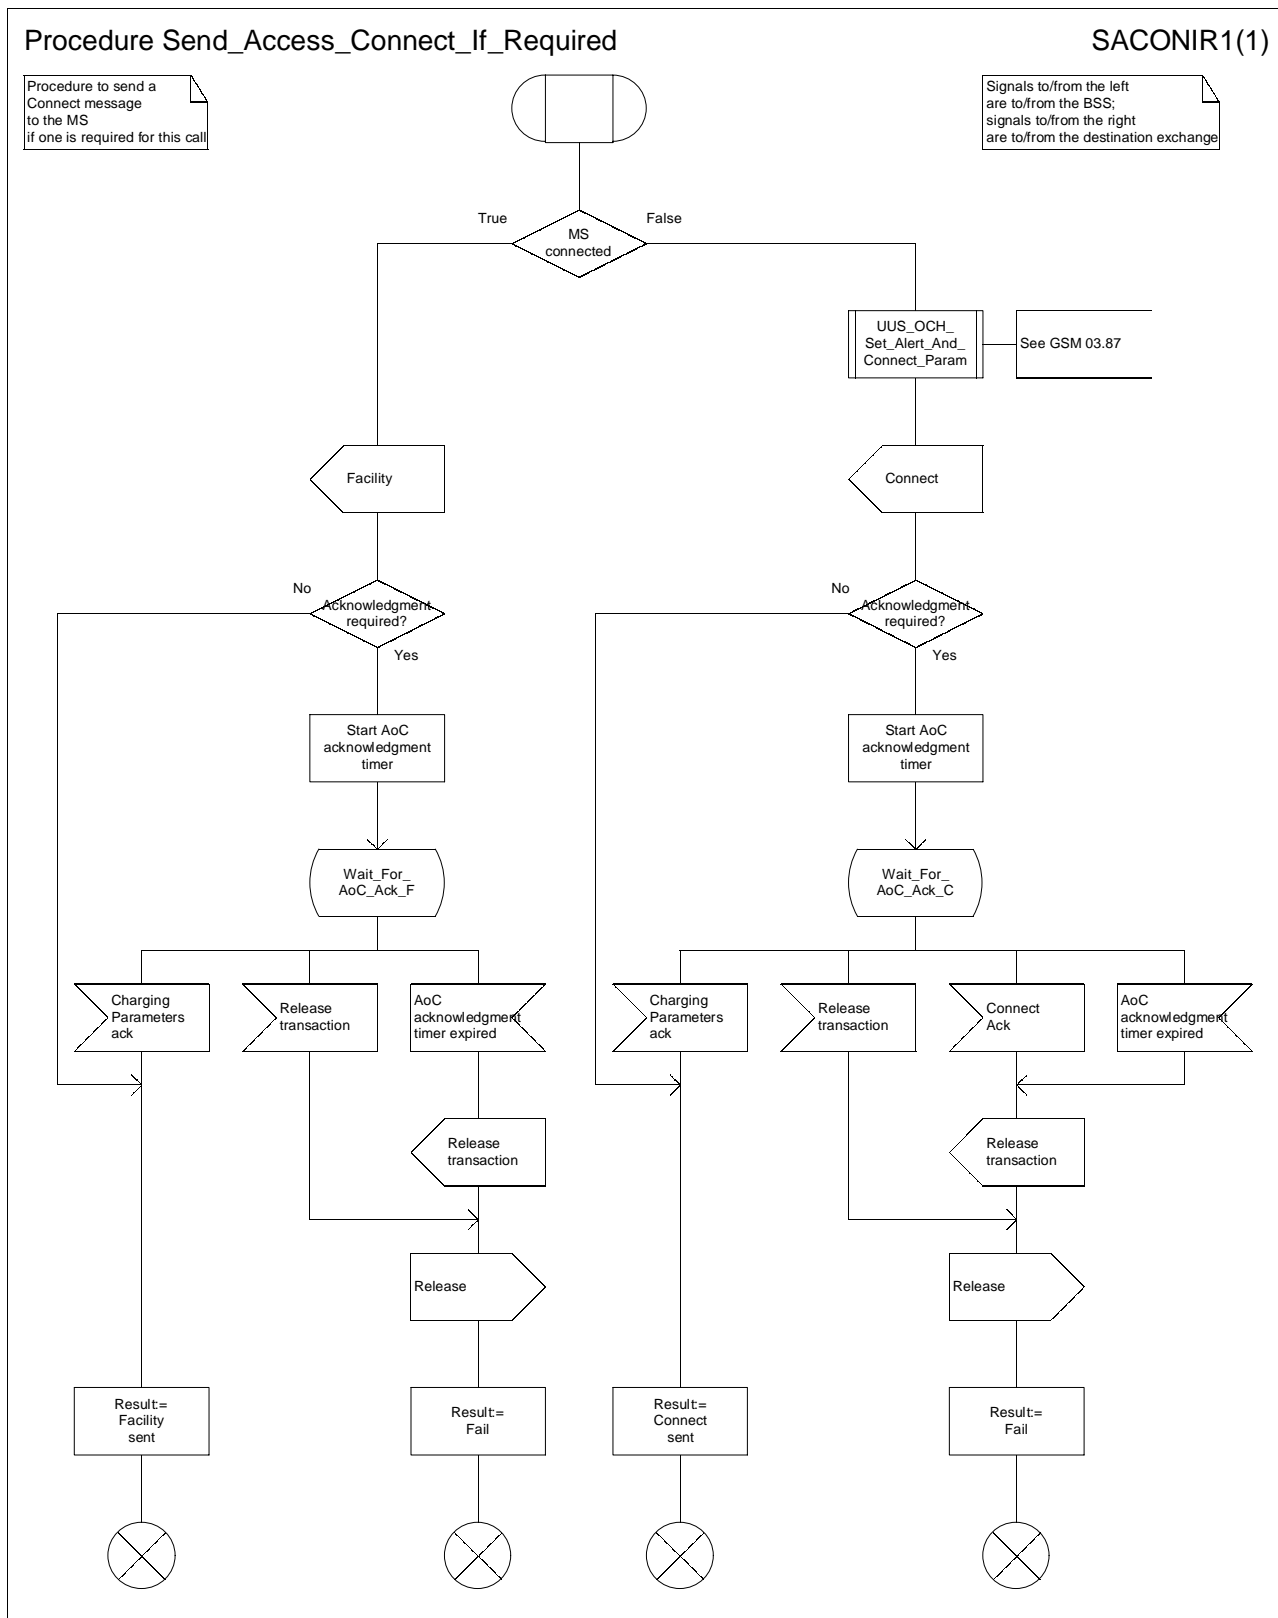 Procedure Send_Access_Connect_If_Required
SACONIR1(1)
Procedure to send a
Connect message
to the MS
if one is required for this call
Signals to/from the left
are to/from the BSS;
signals to/from the right
are to/from the destination exchange
True
False
MS
connected
UUS_OCH_
Set_Alert_And_
Connect_Param
See GSM 03.87
Facility
Connect
No
Acknowledgment
required?
Yes
No
Acknowledgment
required?
Yes
Start AoC
acknowledgment
timer
Start AoC
acknowledgment
timer
Wait_For_
AoC_Ack_F
Wait_For_
AoC_Ack_C
Charging
Parameters
ack
Release
transaction
AoC
acknowledgment
timer expired
Charging
Parameters
ack
Release
transaction
Connect
Ack
AoC
acknowledgment
timer expired
Release
transaction
Release
transaction
Release
Release
Result:=
Facility
sent
Result:=
Fail
Result:=
Connect
sent
Result:=
Fail